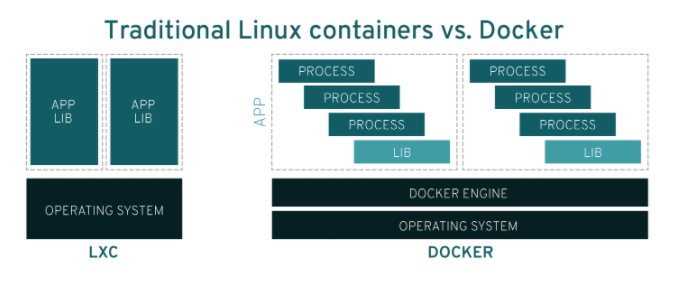 Traditional Linux containers vs. Docker
APP
LIB
APP
LIB
OPERATING SYSTEM
LXC
APP
PROCESS
PROCESS
PROCESS
LIB
PROCESS
PROCESS
PROCESS
LIB
DOCKER ENGINE
OPERATING SYSTEM
DOCKER